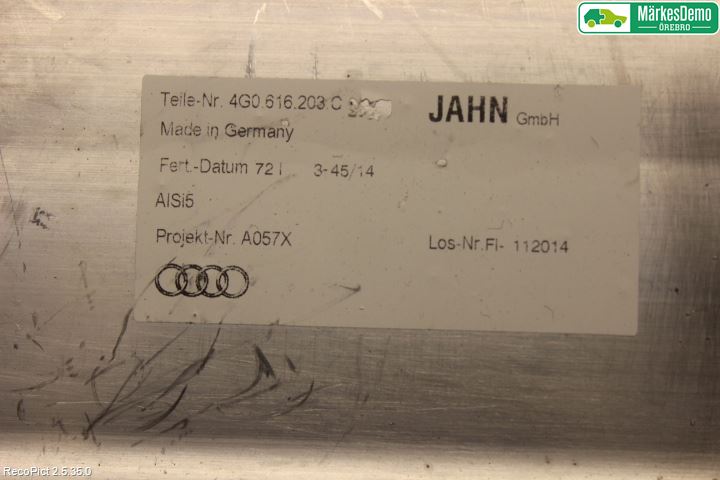 MärkesDemo
ÖREBRO
Teile-Nr. 4G0.616.203.C
JAHN GmbH
Made in Germany
Fert.-Datum 72 l 3-45/14
AlSi5
Projekt-Nr. A057X
Los-Nr.Fl- 112014
RecoPict 2.5.35.0